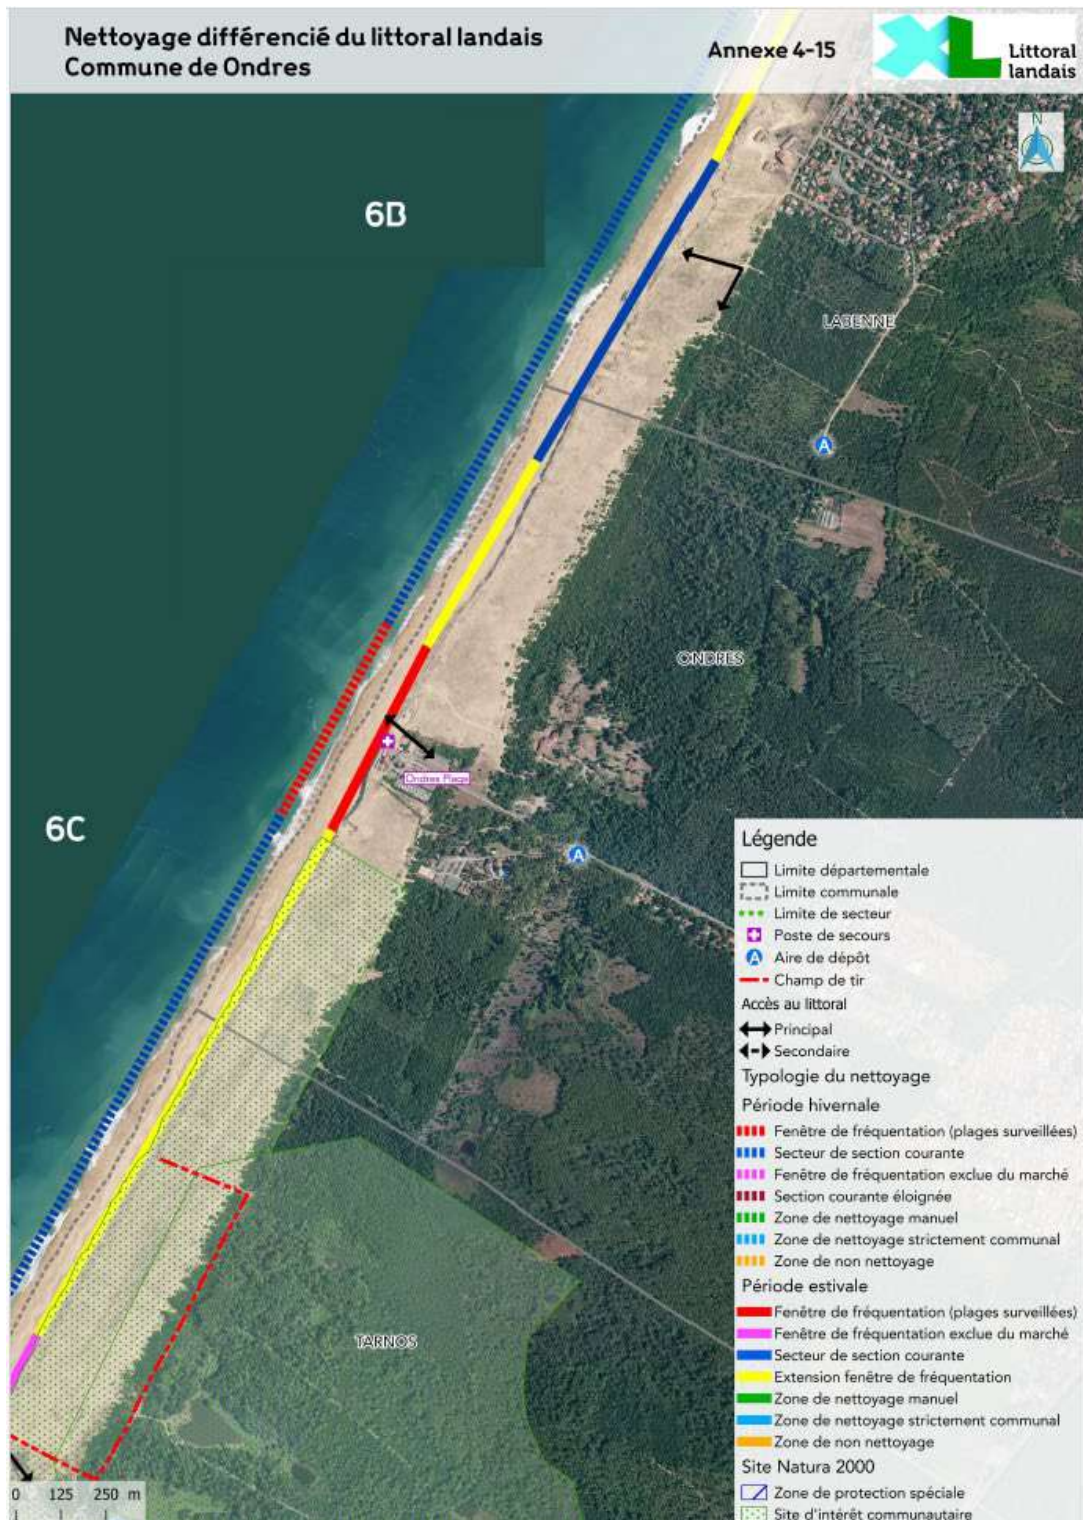 Nettoyage différencié du littoral landais
Commune de Ondres
Annexe 4-15
XL
Littoral
landais
N
6B
LABENNE
A
ONDRES
Ondres Plage
6C
A
TARNOS
Légende
Limite départementale
Limite communale
Limite de secteur
Poste de secours
A Aire de dépôt
Champ de tir
Accès au littoral
Principal
Secondaire
Typologie du nettoyage
Période hivernale
Fenêtre de fréquentation (plages surveillées)
Secteur de section courante
Fenêtre de fréquentation exclue du marché
Section courante éloignée
Zone de nettoyage manuel
Zone de nettoyage strictement communal
Zone de non nettoyage
Période estivale
Fenêtre de fréquentation (plages surveillées)
Fenêtre de fréquentation exclue du marché
Secteur de section courante
Extension fenêtre de fréquentation
Zone de nettoyage manuel
Zone de nettoyage strictement communal
Zone de non nettoyage
Site Natura 2000
Zone de protection spéciale
Site d'intérêt communautaire
0 125 250 m